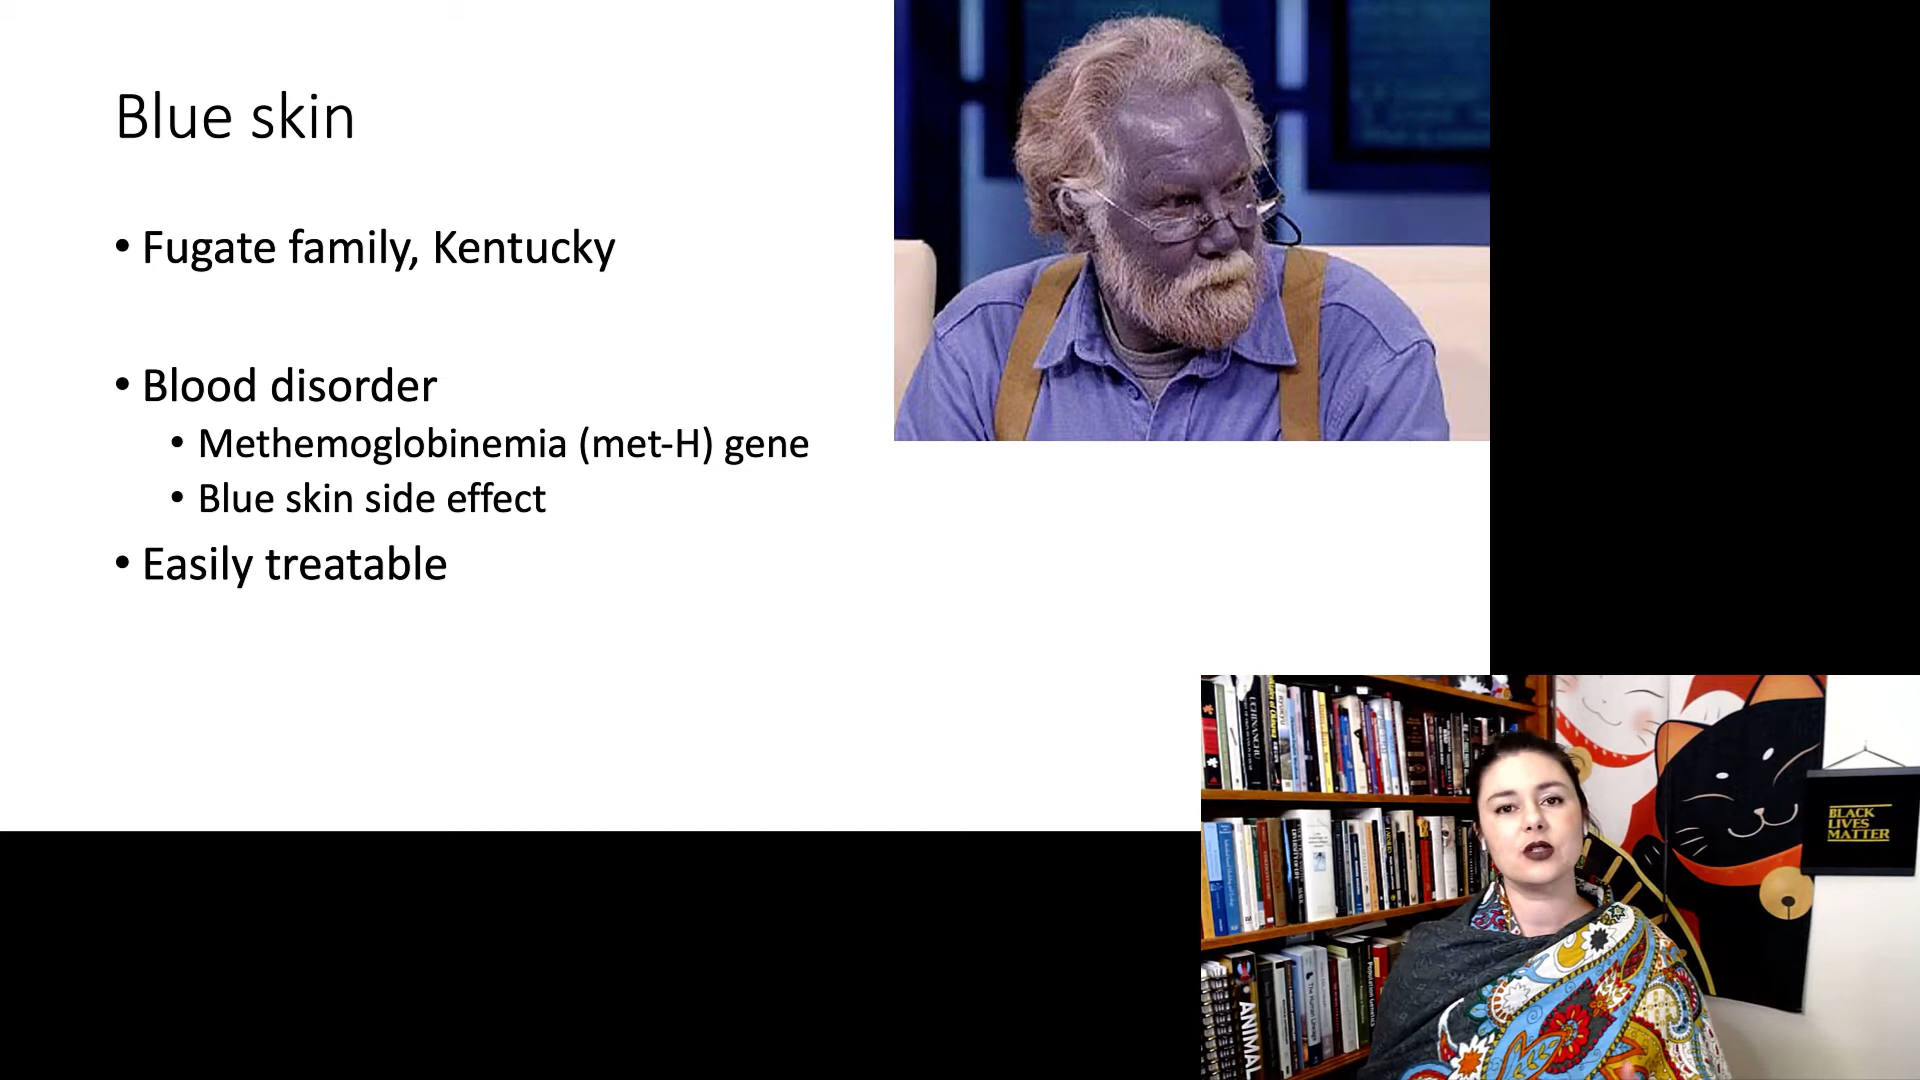 Blue skin
• Fugate family, Kentucky
• Blood disorder
• Methemoglobinemia (met-H) gene
• Blue skin side effect
• Easily treatable
BLACK
LIVES
MATTER
ANIMAL